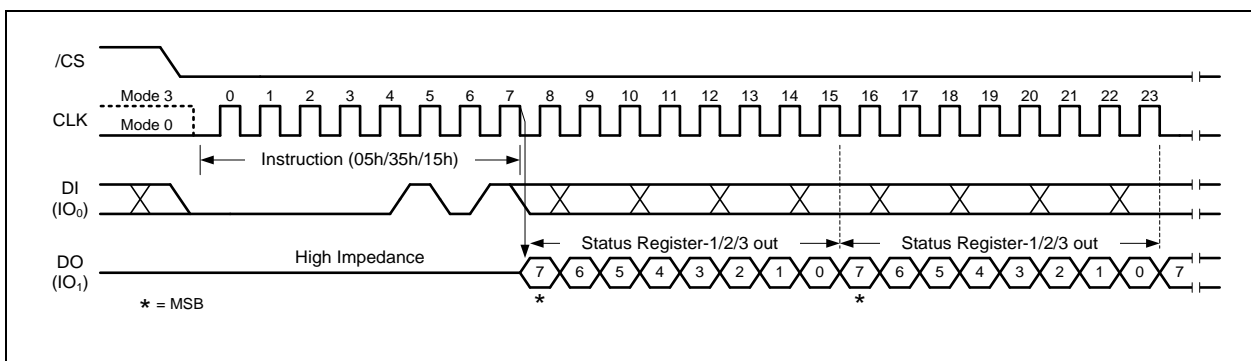 /CS
Mode 3 0 1 2 3 4 5 6 7 8 9 10 11 12 13 14 15 16 17 18 19 20 21 22 23
CLK
Mode 0
Instruction (05h/35h/15h)
DI
(IO₀)
Status Register-1/2/3 out Status Register-1/2/3 out
High Impedance
DO 7 6 5 4 3 2 1 0 7 6 5 4 3 2 1 0 7
(IO₁)
* *
* = MSB